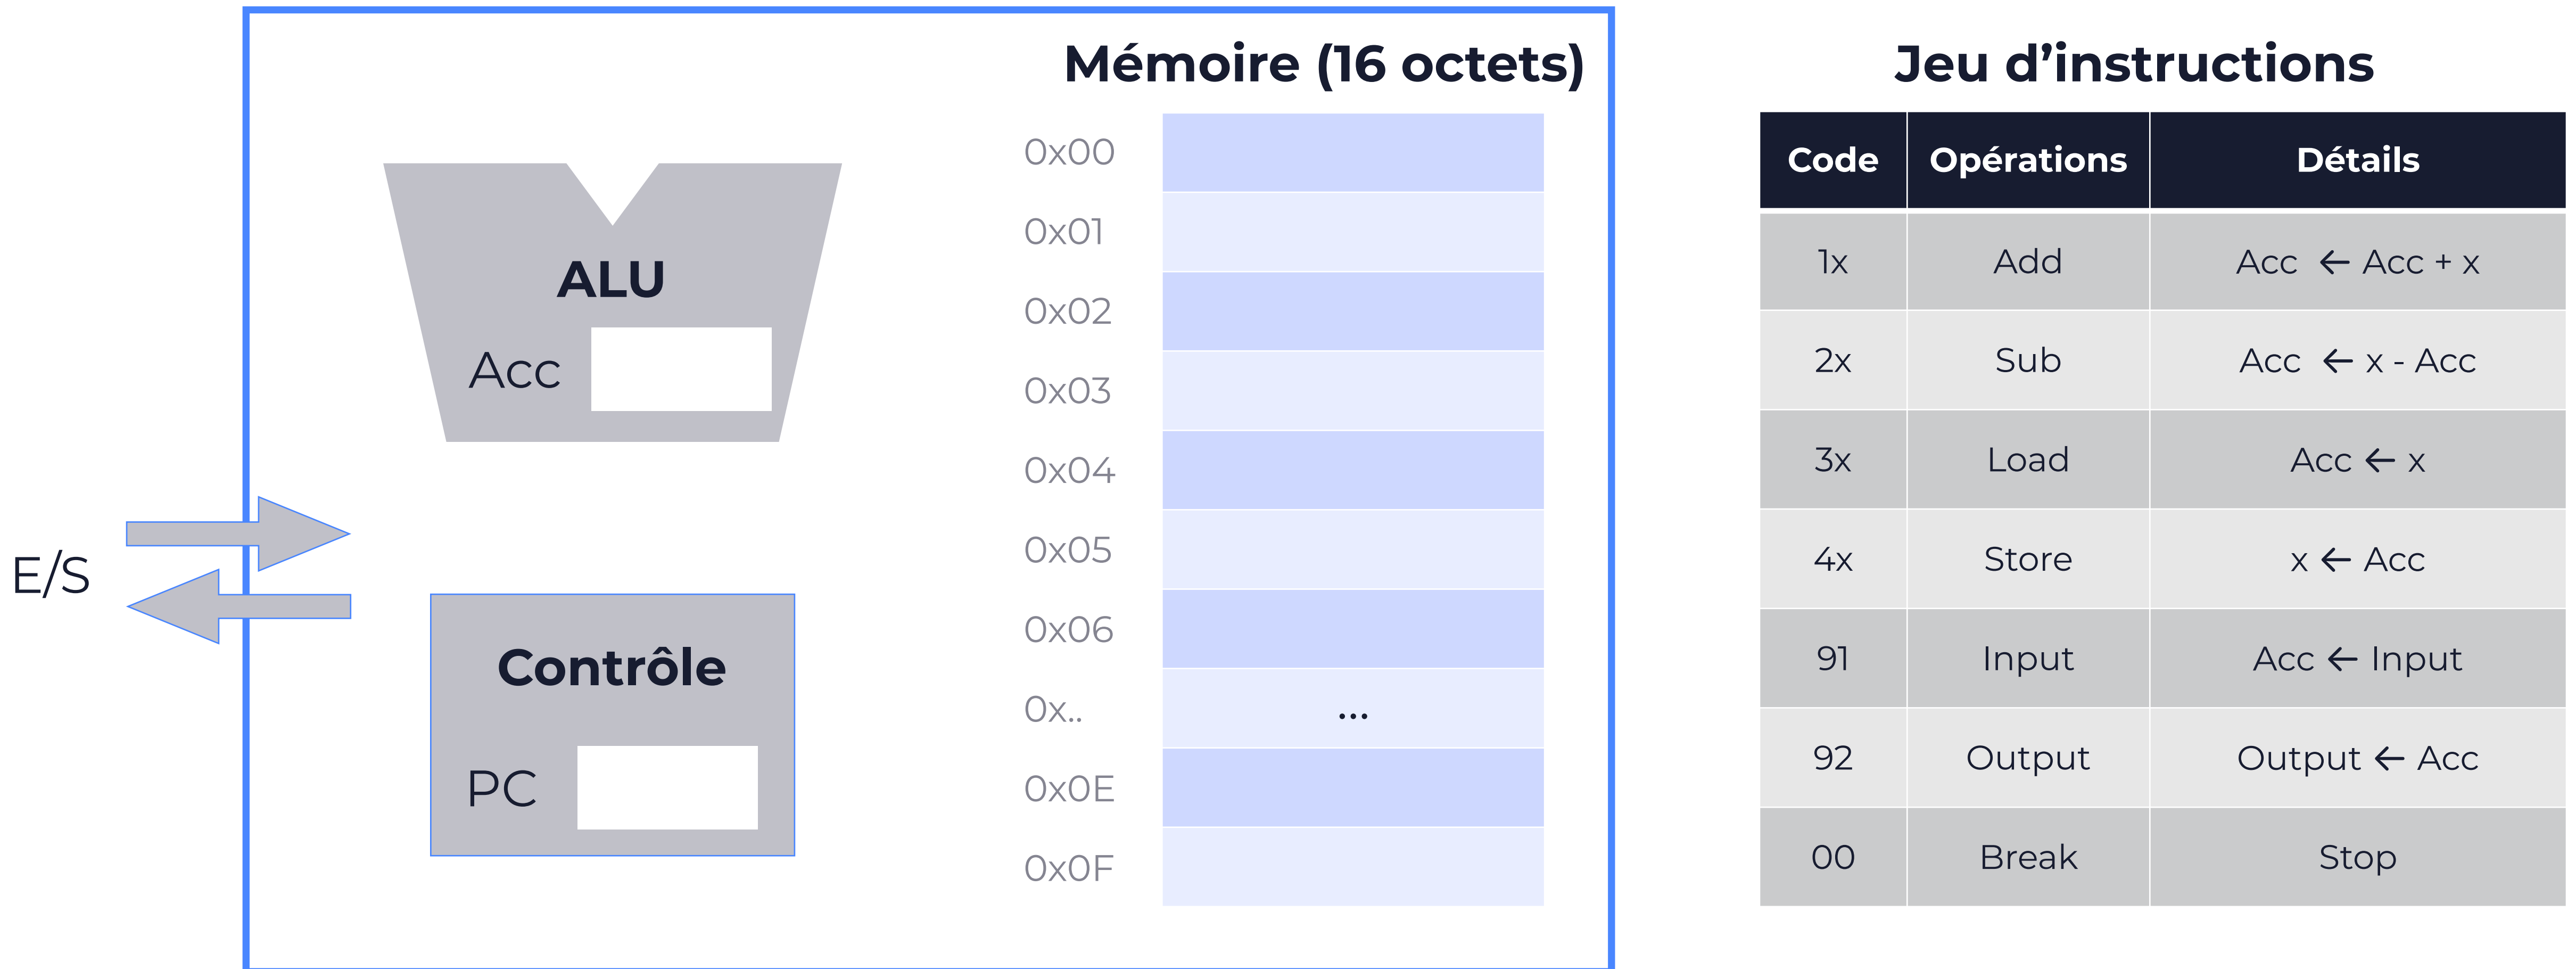 Mémoire (16 octets)
0x00
0x01
0x02
0x03
0x04
0x05
0x06
0x..
...
0x0E
0x0F
ALU
Acc
E/S
Contrôle
PC
Jeu d’instructions
Code Opérations Détails
1x Add Acc ← Acc + x
2x Sub Acc ← x - Acc
3x Load Acc ← x
4x Store x ← Acc
91 Input Acc ← Input
92 Output Output ← Acc
00 Break Stop